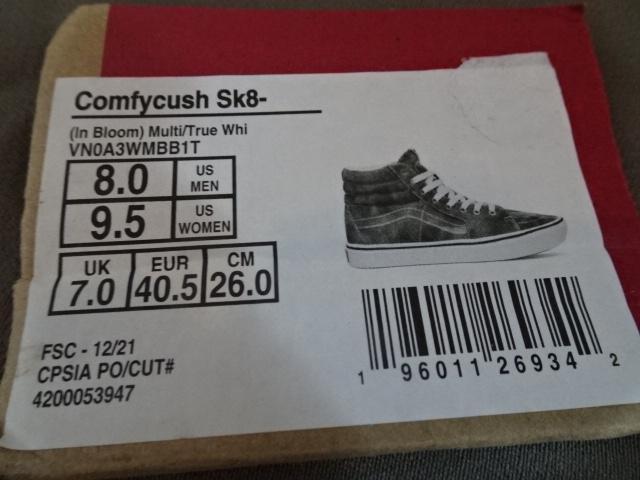 Comfycush Sk8-
(In Bloom) Multi/True Whi
VN0A3WMBB1T
8.0 US MEN
9.5 US WOMEN
UK 7.0 EUR 40.5 CM 26.0
FSC - 12/21
CPSIA PO/CUT#
4200053947
1 96011 26934 2